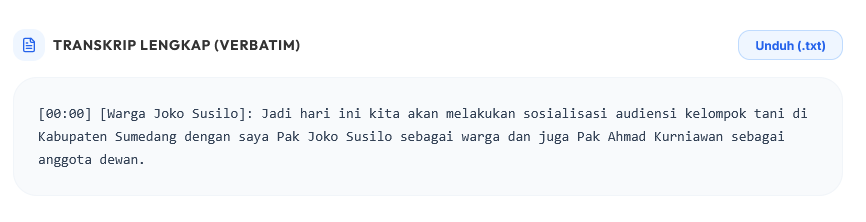 TRANSKRIP LENGKAP (VERBATIM)
Unduh (.txt)
[00:00] [Warga Joko Susilo]: Jadi hari ini kita akan melakukan sosialisasi audiensi kelompok tani di
Kabupaten Sumedang dengan saya Pak Joko Susilo sebagai warga dan juga Pak Ahmad Kurniawan sebagai
anggota dewan.